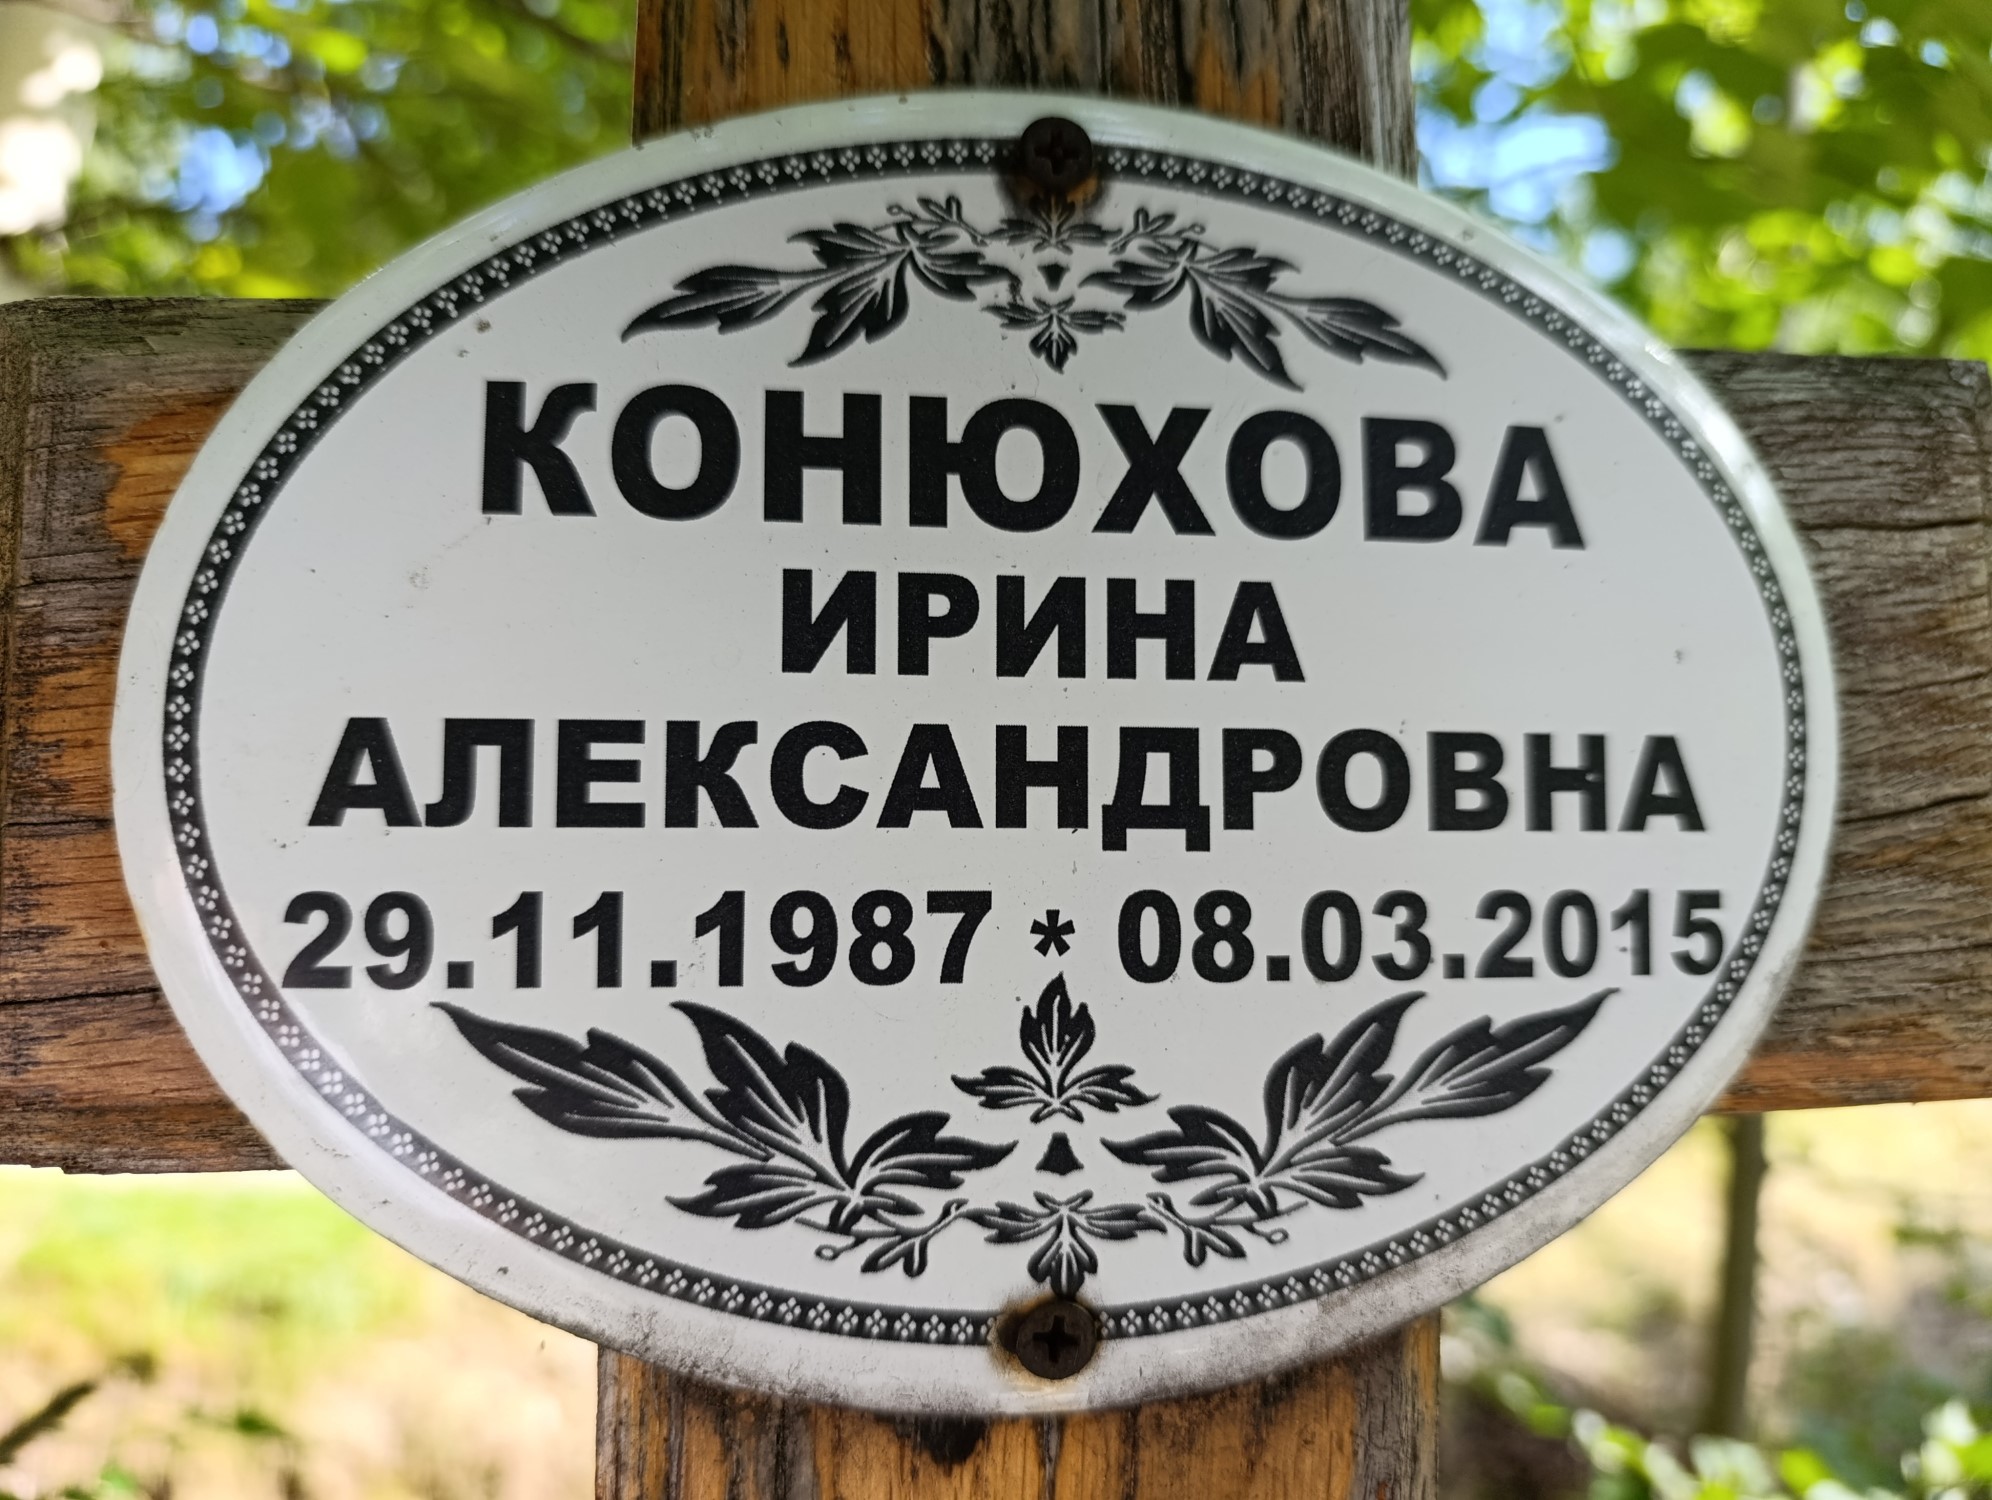 КОНЮХОВА
ИРИНА
АЛЕКСАНДРОВНА
29.11.1987 * 08.03.2015